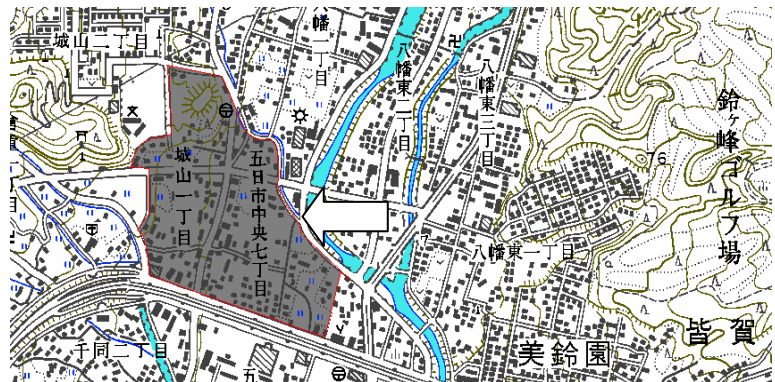 城山二丁目
八幡一丁目
八幡東二丁目
八幡東三丁目
鈴ヶ峰ゴルフ場
76
城山一丁目
五日市中央七丁目
7
八幡東一丁目
千同二丁目
美鈴園
皆賀
五